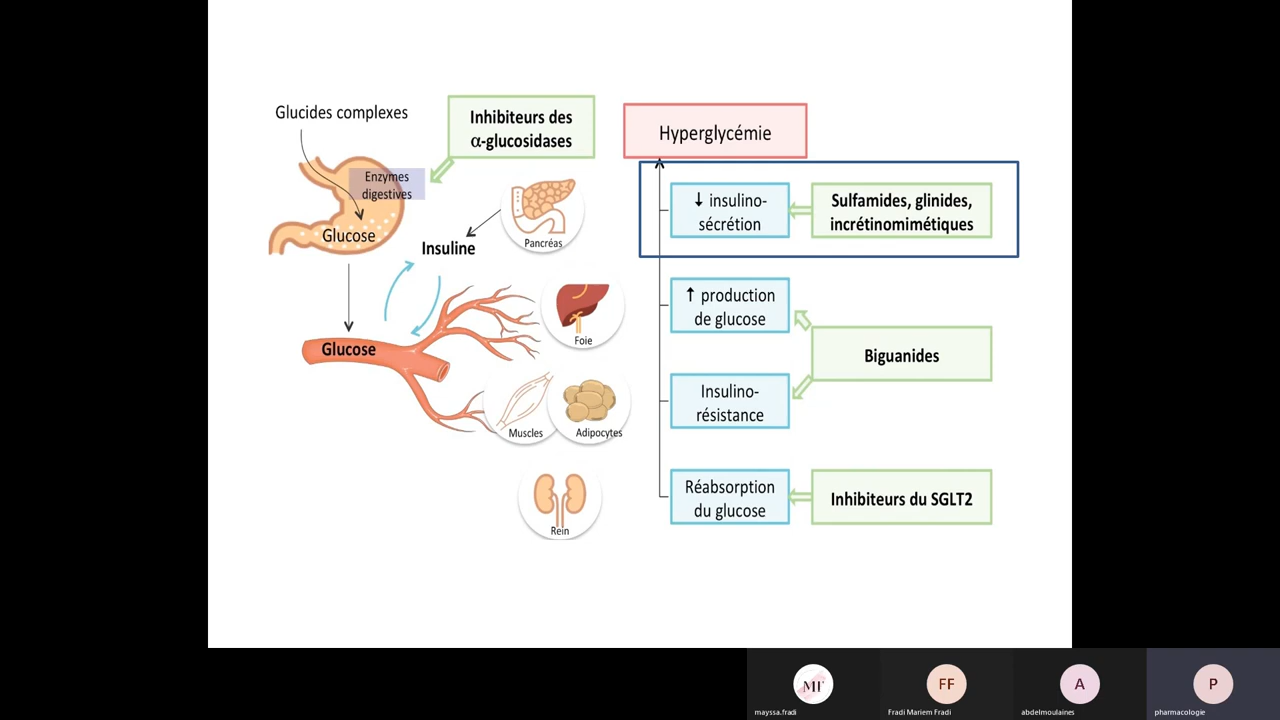 Glucides complexes
Inhibiteurs des
α-glucosidases
Enzymes
digestives
Glucose
Insuline
Pancréas
Glucose
Foie
Muscles
Adipocytes
Rein
Hyperglycémie
↓ insulino-
sécrétion
Sulfamides, glinides,
incrétinomimétiques
↑ production
de glucose
Biguanides
Insulino-
résistance
Réabsorption
du glucose
Inhibiteurs du SGLT2
MF
mayssa.fradi
FF
Fradi Mariem Fradi
A
abdelmoulaines
P
pharmacologie